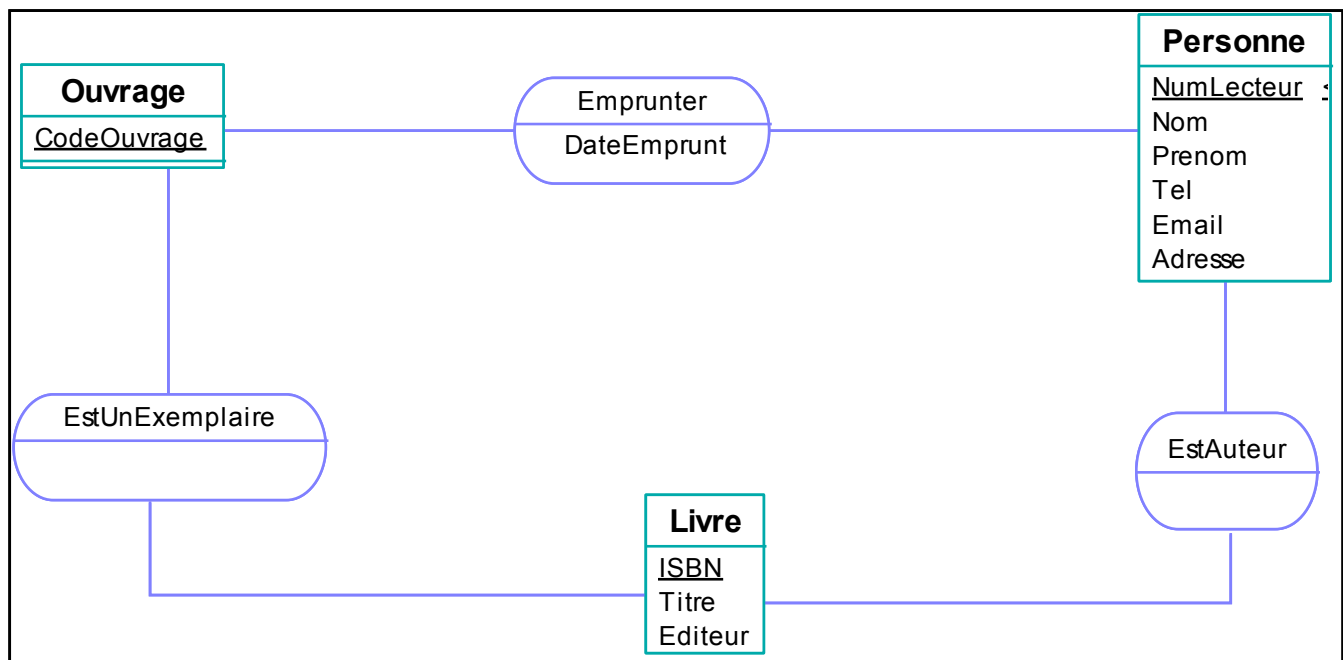 Ouvrage
CodeOuvrage
Emprunter
DateEmprunt
Personne
NumLecteur
Nom
Prenom
Tel
Email
Adresse
EstUnExemplaire
EstAuteur
Livre
ISBN
Titre
Editeur